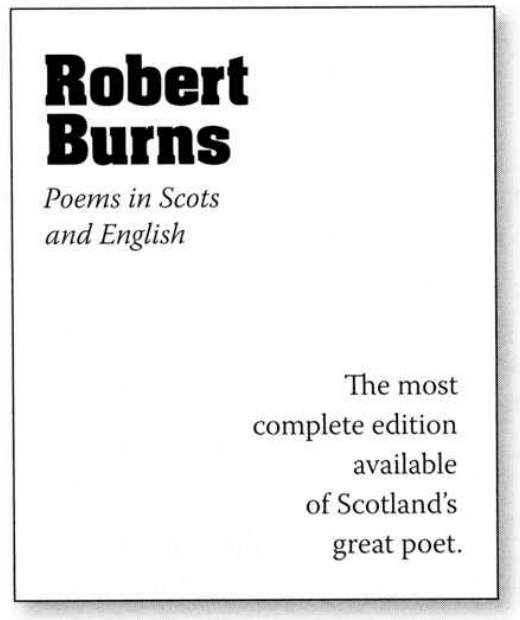 Robert
Burns
Poems in Scots
and English
The most
complete edition
available
of Scotland's
great poet.